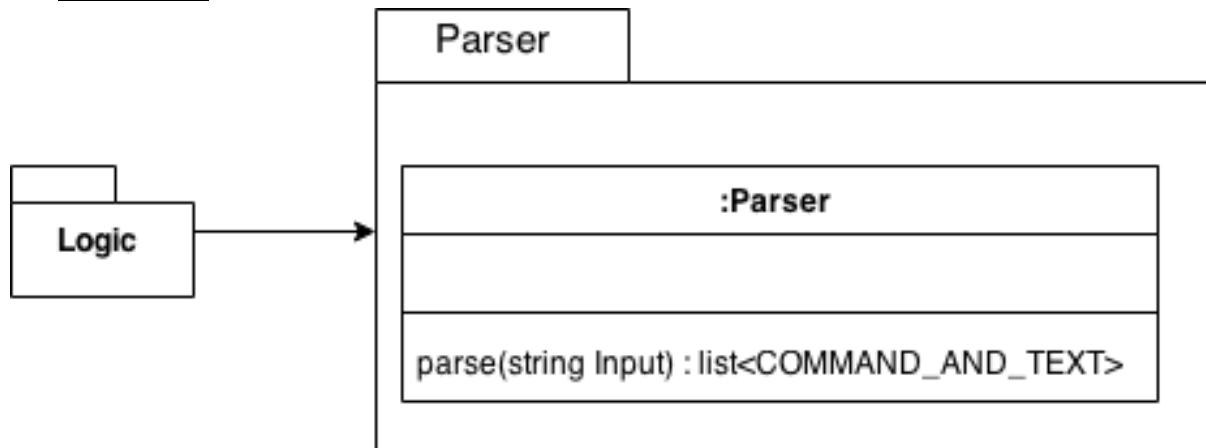 Parser
Logic
:Parser
parse(string Input) : list<COMMAND_AND_TEXT>